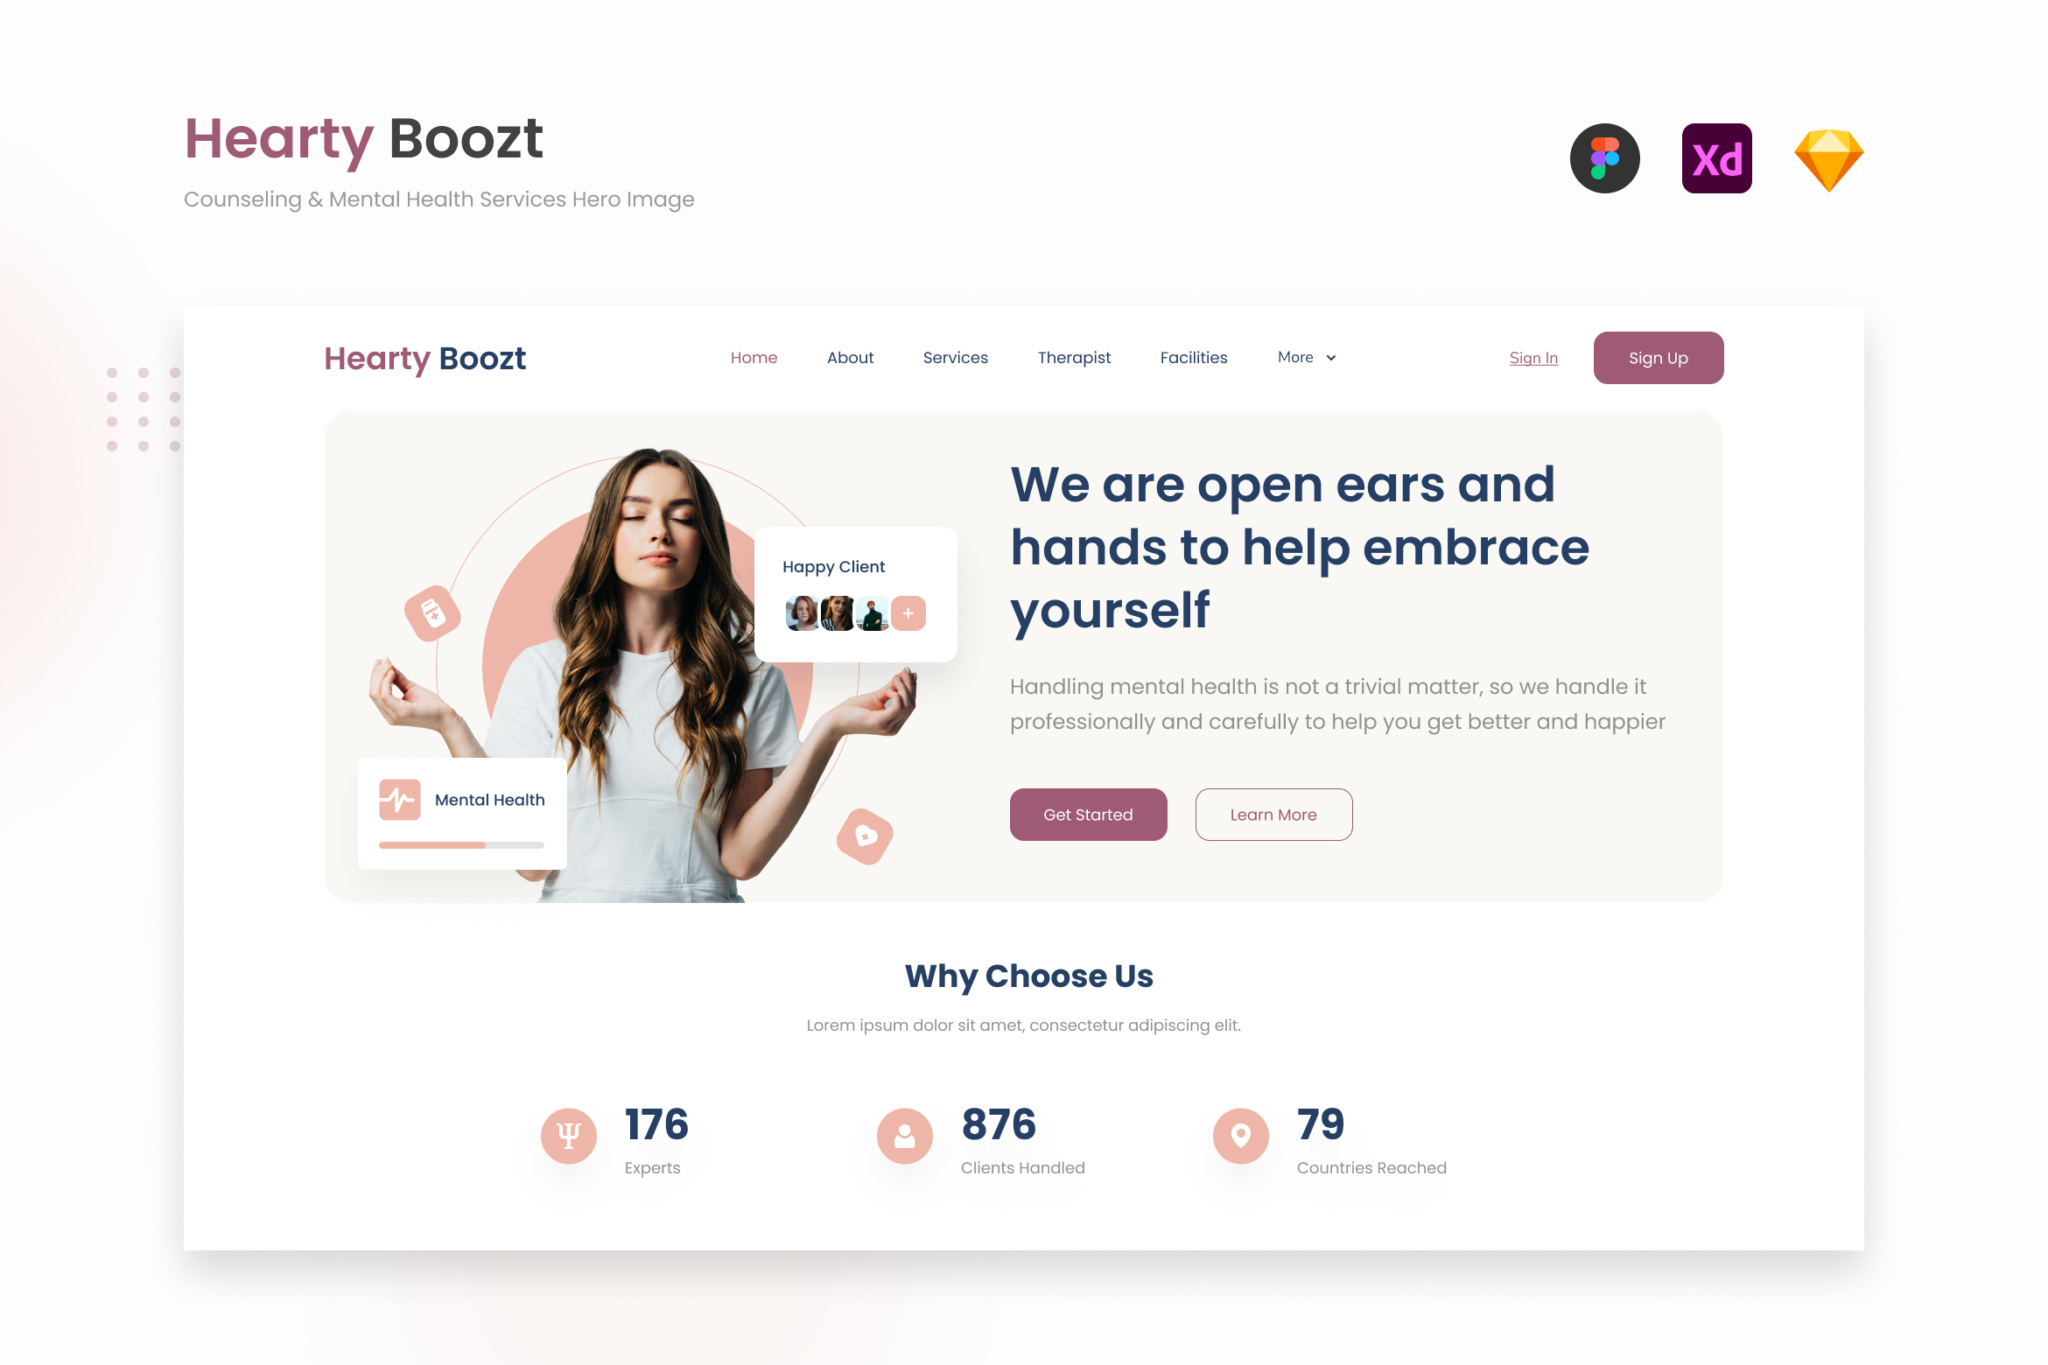 Hearty Boozt
Counseling & Mental Health Services Hero Image
Xd
Hearty Boozt
Home
About
Services
Therapist
Facilities
More
Sign In
Sign Up
We are open ears and
hands to help embrace
yourself
Handling mental health is not a trivial matter, so we handle it
professionally and carefully to help you get better and happier
Get Started
Learn More
Happy Client
+
Mental Health
Why Choose Us
Lorem ipsum dolor sit amet, consectetur adipiscing elit.
Ψ
176
Experts
876
Clients Handled
79
Countries Reached